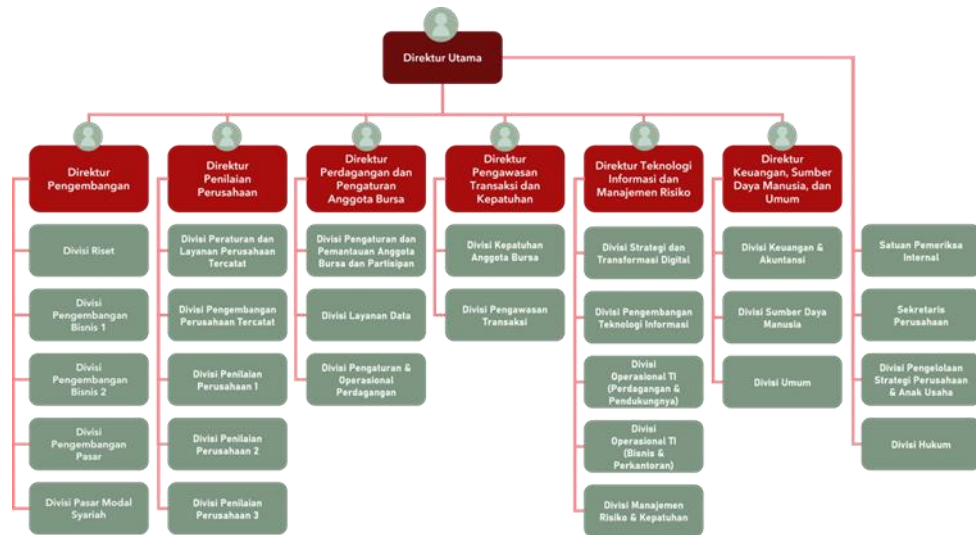 Direktur Utama
Direktur
Pengembangan
Direktur
Penilaian
Perusahaan
Direktur
Perdagangan dan
Pengaturan
Anggota Bursa
Direktur
Pengawasan
Transaksi dan
Kepatuhan
Direktur Teknologi
Informasi dan
Manajemen Risiko
Direktur
Keuangan, Sumber
Daya Manusia, dan
Umum
Divisi Riset
Divisi
Pengembangan
Bisnis 1
Divisi
Pengembangan
Bisnis 2
Divisi
Pengembangan
Pasar
Divisi Pasar Modal
Syariah
Divisi Peraturan dan
Layanan Perusahaan
Tercatat
Divisi Pengembangan
Perusahaan Tercatat
Divisi Penilaian
Perusahaan 1
Divisi Penilaian
Perusahaan 2
Divisi Penilaian
Perusahaan 3
Divisi Pengaturan dan
Pemantauan Anggota
Bursa dan Partisipan
Divisi Layanan Data
Divisi Pengaturan &
Operasional
Perdagangan
Divisi Kepatuhan
Anggota Bursa
Divisi Pengawasan
Transaksi
Divisi Strategi dan
Transformasi Digital
Divisi Pengembangan
Teknologi Informasi
Divisi
Operasional TI
(Perdagangan &
Pendukungnya)
Divisi
Operasional TI
(Bisnis &
Perkantoran)
Divisi Manajemen
Risiko & Kepatuhan
Divisi Keuangan &
Akuntansi
Divisi Sumber Daya
Manusia
Divisi Umum
Satuan Pemeriksa
Internal
Sekretaris
Perusahaan
Divisi Pengelolaan
Strategi Perusahaan
& Anak Usaha
Divisi Hukum